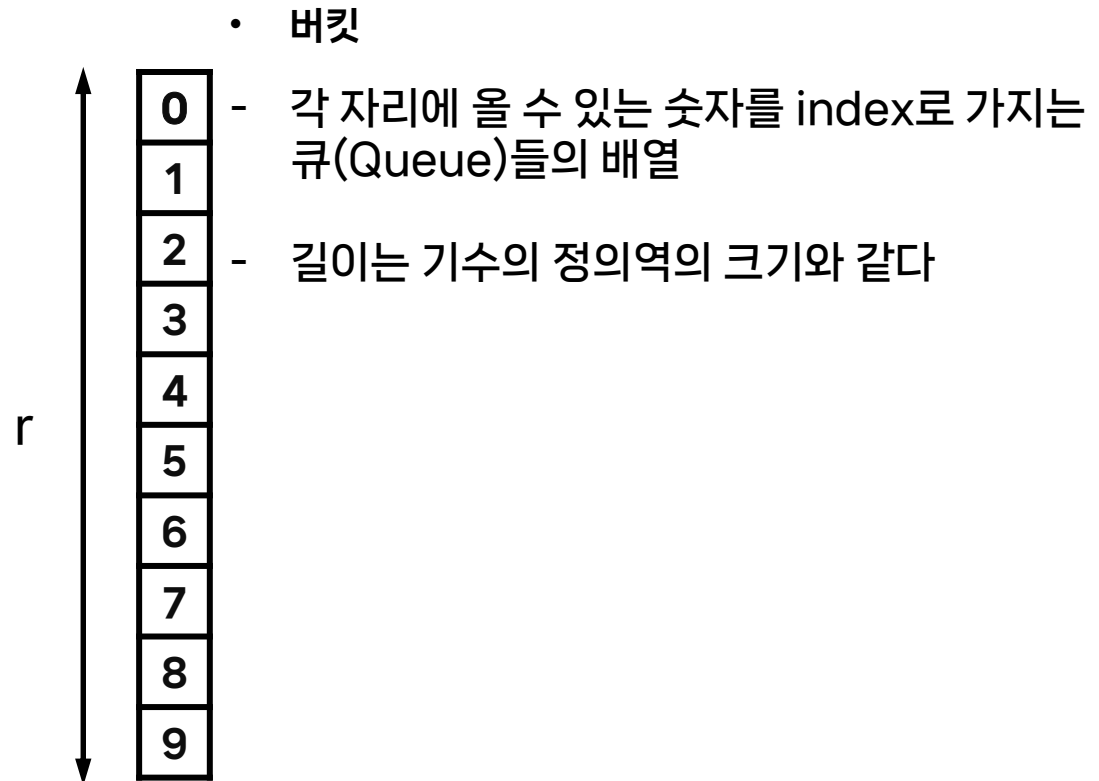 • 버킷
0
- 각 자리에 올 수 있는 숫자를 index로 가지는
큐(Queue)들의 배열
1
2
- 길이는 기수의 정의역의 크기와 같다
3
4
r
5
6
7
8
9